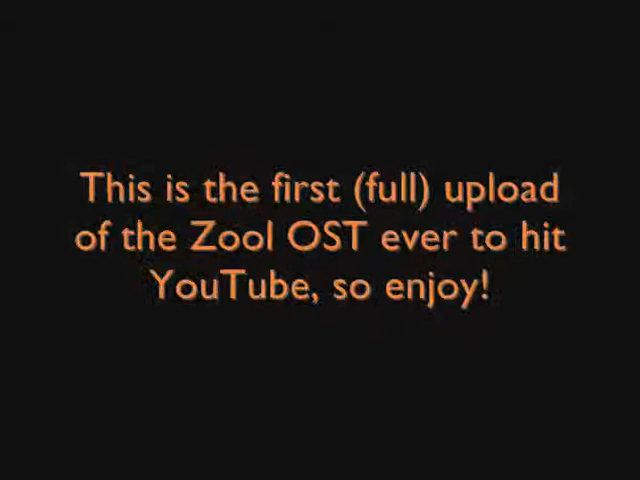 This is the first (full) upload
of the Zool OST ever to hit
YouTube, so enjoy!